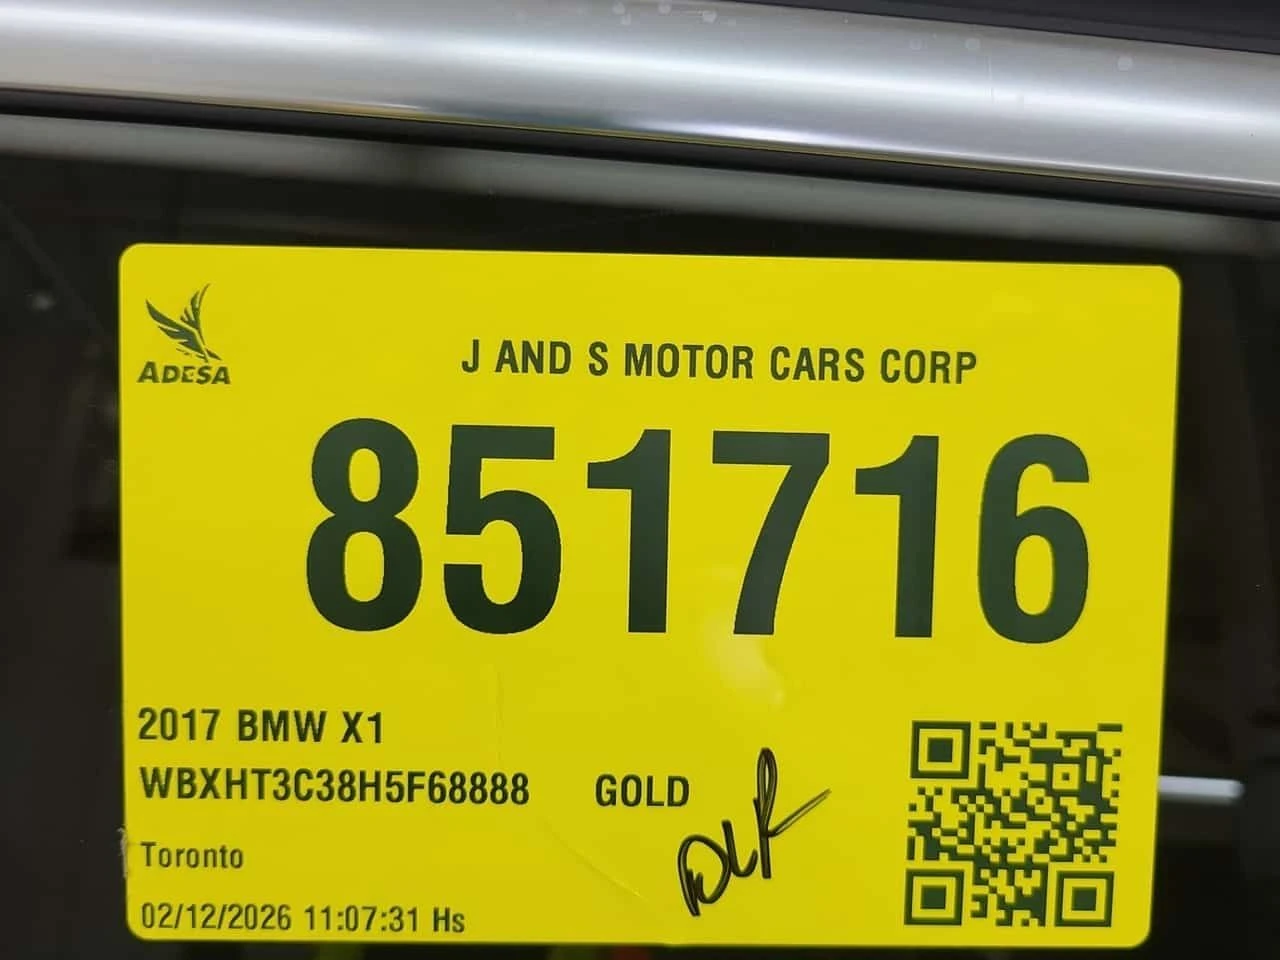 ADESA
J AND S MOTOR CARS CORP
851716
2017 BMW X1
WBXHT3C38H5F68888 GOLD
DLR
Toronto
02/12/2026 11:07:31 Hs